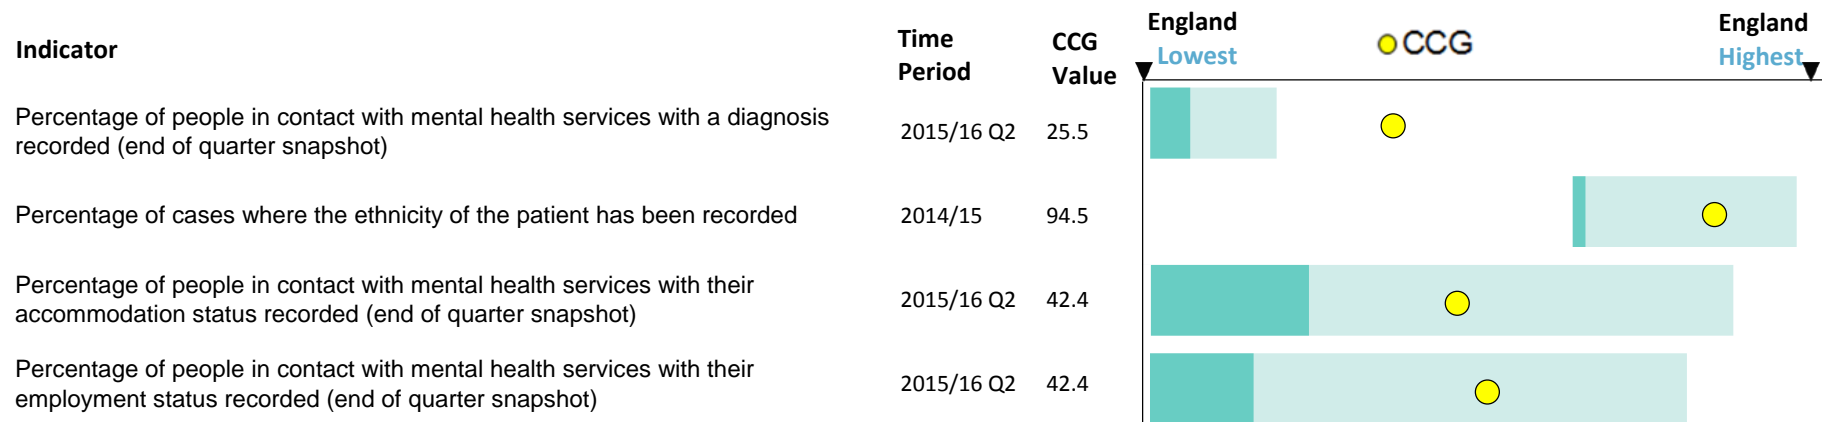 Indicator
Time
Period
CCG
Value
England
Lowest
CCG
England
Highest
Percentage of people in contact with mental health services with a diagnosis
recorded (end of quarter snapshot)
2015/16 Q2
25.5
Percentage of cases where the ethnicity of the patient has been recorded
2014/15
94.5
Percentage of people in contact with mental health services with their
accommodation status recorded (end of quarter snapshot)
2015/16 Q2
42.4
Percentage of people in contact with mental health services with their
employment status recorded (end of quarter snapshot)
2015/16 Q2
42.4